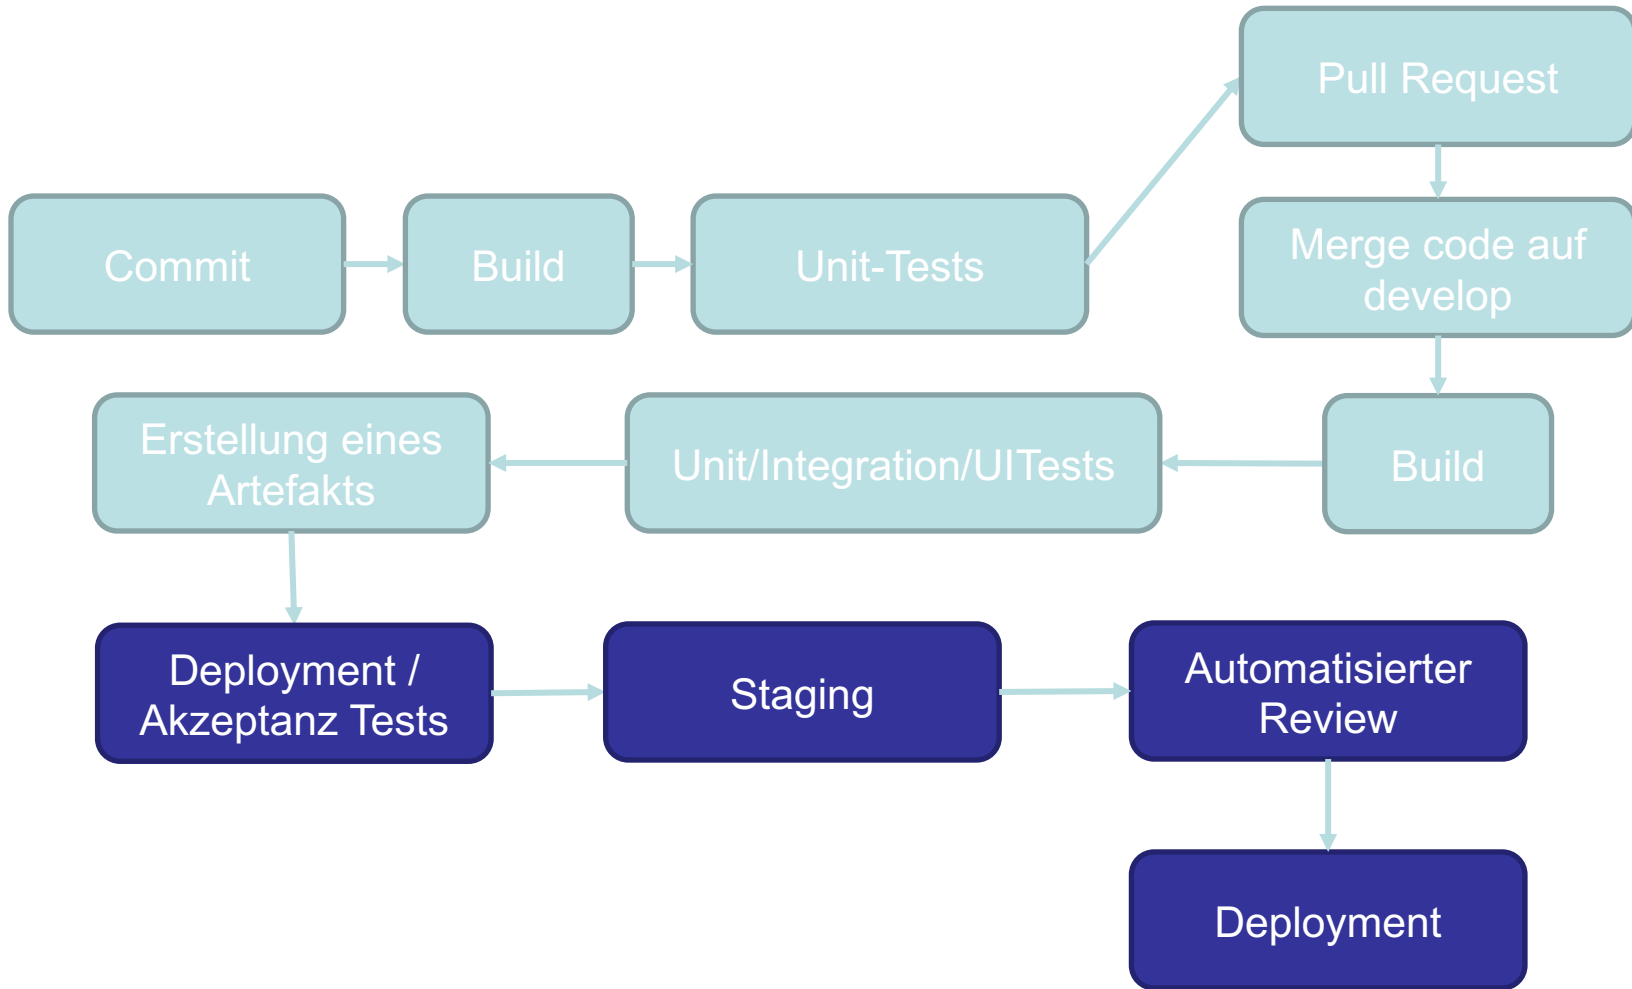 Commit
Build
Unit-Tests
Pull Request
Merge code auf
develop
Build
Unit/Integration/UITests
Erstellung eines
Artefakts
Deployment /
Akzeptanz Tests
Staging
Automatisierter
Review
Deployment